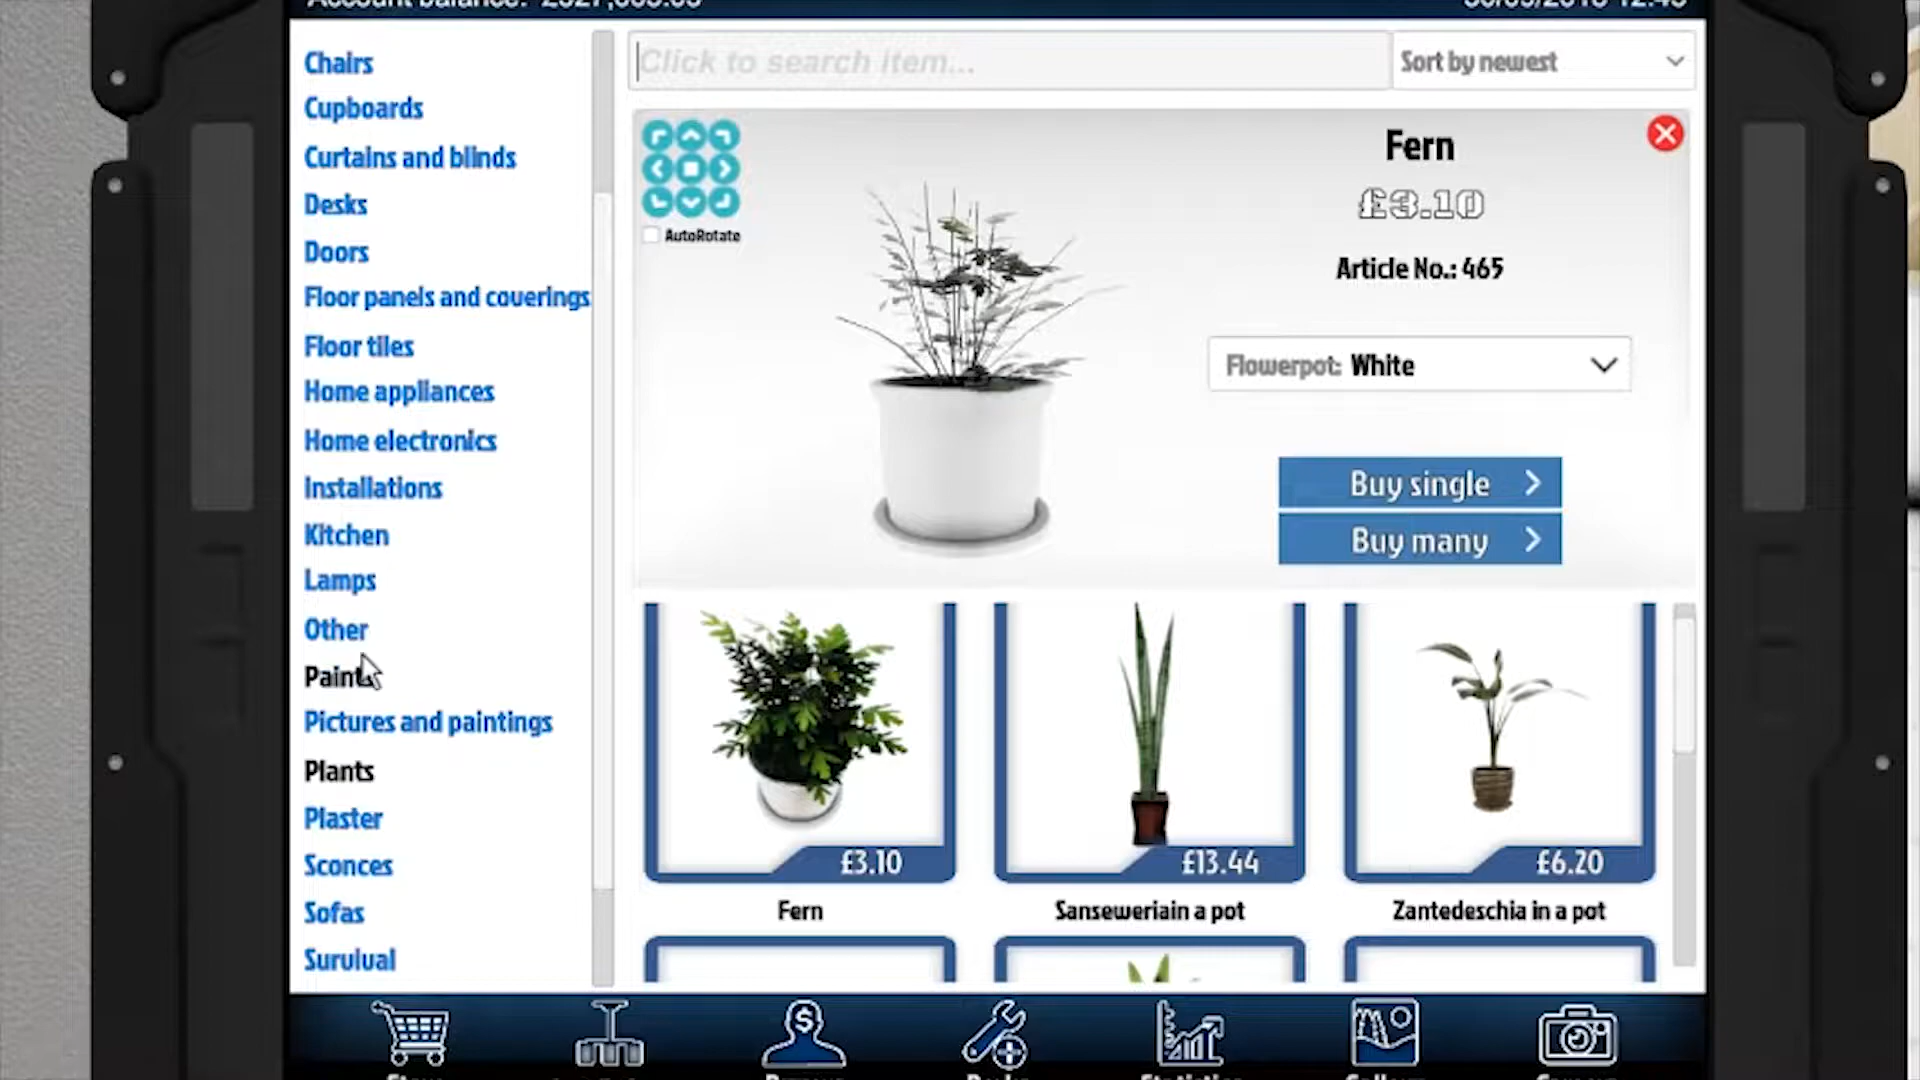 Chairs
Cupboards
Curtains and blinds
Desks
Doors
Floor panels and coverings
Floor tiles
Home appliances
Home electronics
Installations
Kitchen
Lamps
Other
Paints
Pictures and paintings
Plants
Plaster
Sconces
Sofas
Survival
Click to search item...
Sort by newest
AutoRotate
Fern
£3.10
Article No.: 465
Flowerpot: White
Buy single
Buy many
£3.10
£13.44
£6.20
Fern
Sanseweriain a pot
Zantedeschia in a pot